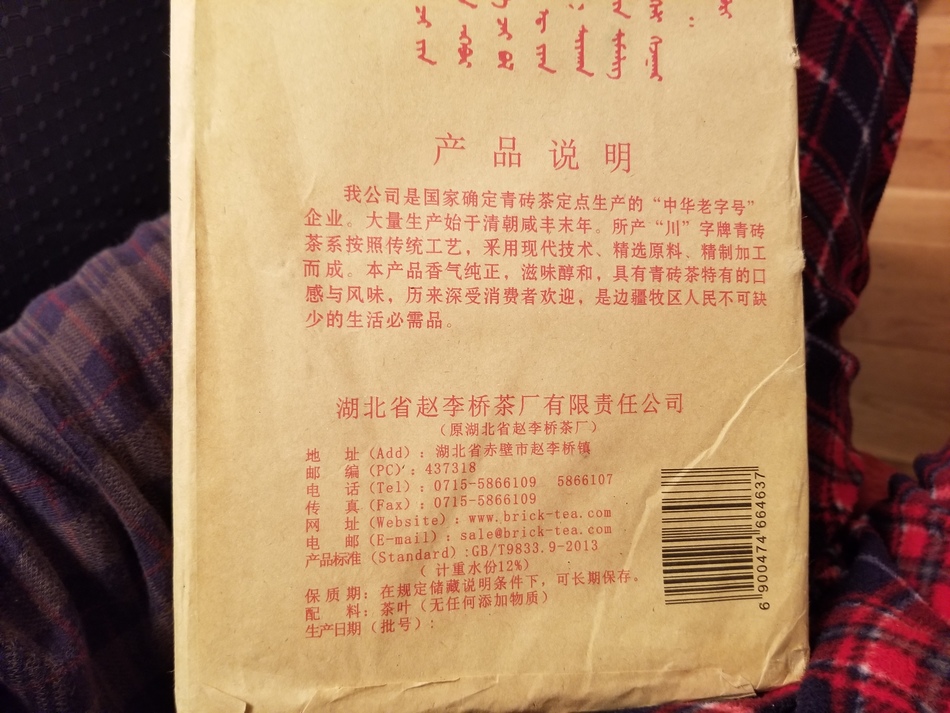 产品说明
我公司是国家确定青砖茶定点生产的“中华老字号”
企业。大量生产始于清朝咸丰末年。所产“川”字牌青砖
茶系按照传统工艺，采用现代技术、精选原料、精制加工
而成。本产品香气纯正，滋味醇和，具有青砖茶特有的口
感与风味，历来深受消费者欢迎，是边疆牧区人民不可缺
少的生活必需品。
湖北省赵李桥茶厂有限责任公司
（原湖北省赵李桥茶厂）
地 址（Add）：湖北省赤壁市赵李桥镇
邮 编（PC）：437318
电 话（Tel）：0715-5866109 5866107
传 真（Fax）：0715-5866109
网 址（Website）：www.brick-tea.com
电 邮（E-mail）：sale@brick-tea.com
产品标准（Standard）:GB/T9833.9-2013
（计重水份12%）
保 质 期：在规定储藏说明条件下，可长期保存。
配 料：茶叶（无任何添加物质）
生产日期（批号）：
6 900474 664637